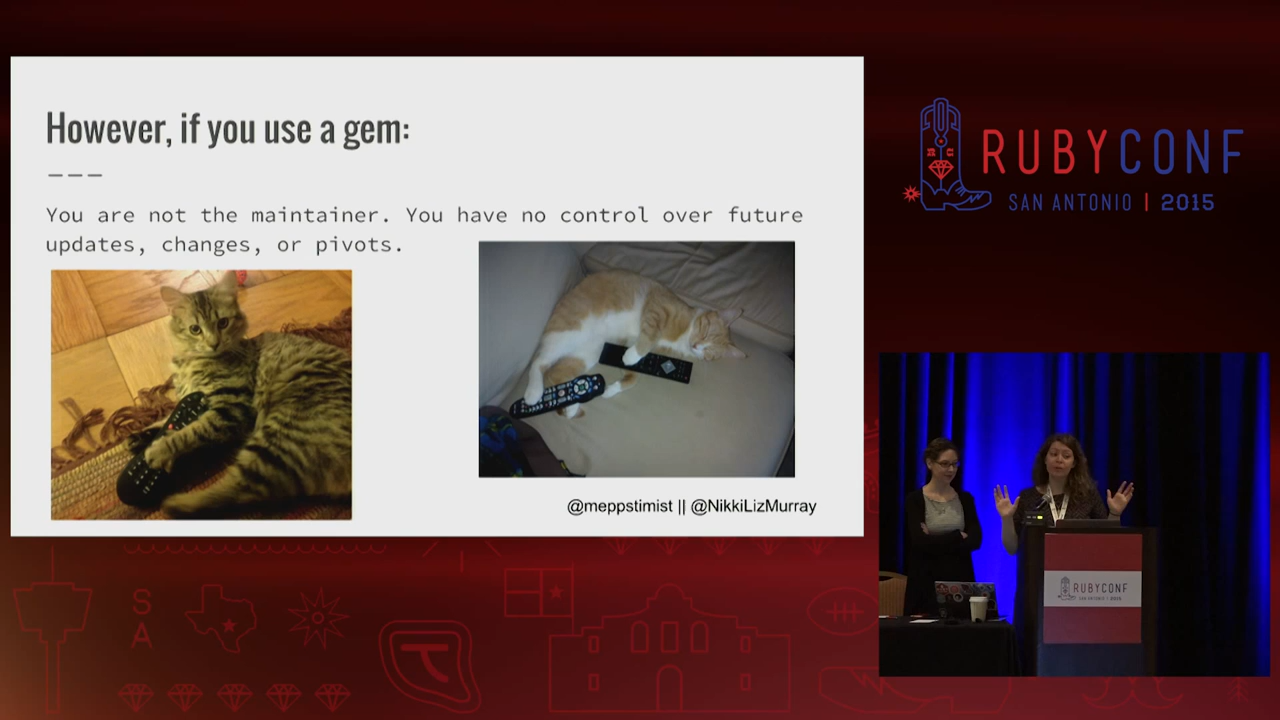 However, if you use a gem:
You are not the maintainer. You have no control over future
updates, changes, or pivots.
@meppstimist || @NikkiLizMurray
RUBYCONF
SAN ANTONIO | 2015
RUBYCONF
SAN ANTONIO | 2015
S
A